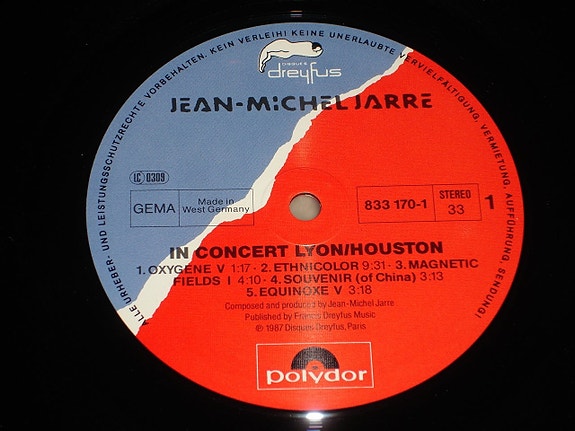 ALLE URHEBER- UND LEISTUNGSSCHUTZRECHTE VORBEHALTEN. KEIN VERLEIH! KEINE UNERLAUBTE VERVIELFÄLTIGUNG, VERMIETUNG, AUFFÜHRUNG, SENDUNG!
DISQUES
dreyfus
JEAN-MICHEL JARRE
LC 0309
GEMA
Made in
West Germany
833 170-1
STEREO
33
1
IN CONCERT LYON/HOUSTON
1. OXYGENE V 1:17 · 2. ETHNICOLOR 9:31 · 3. MAGNETIC
FIELDS I 4:10 · 4. SOUVENIR (of China) 3:13
5. EQUINOXE V 3:18
Composed and produced by Jean-Michel Jarre
Published by Francis Dreyfus Music
℗ 1987 Disques Dreyfus, Paris
polydor